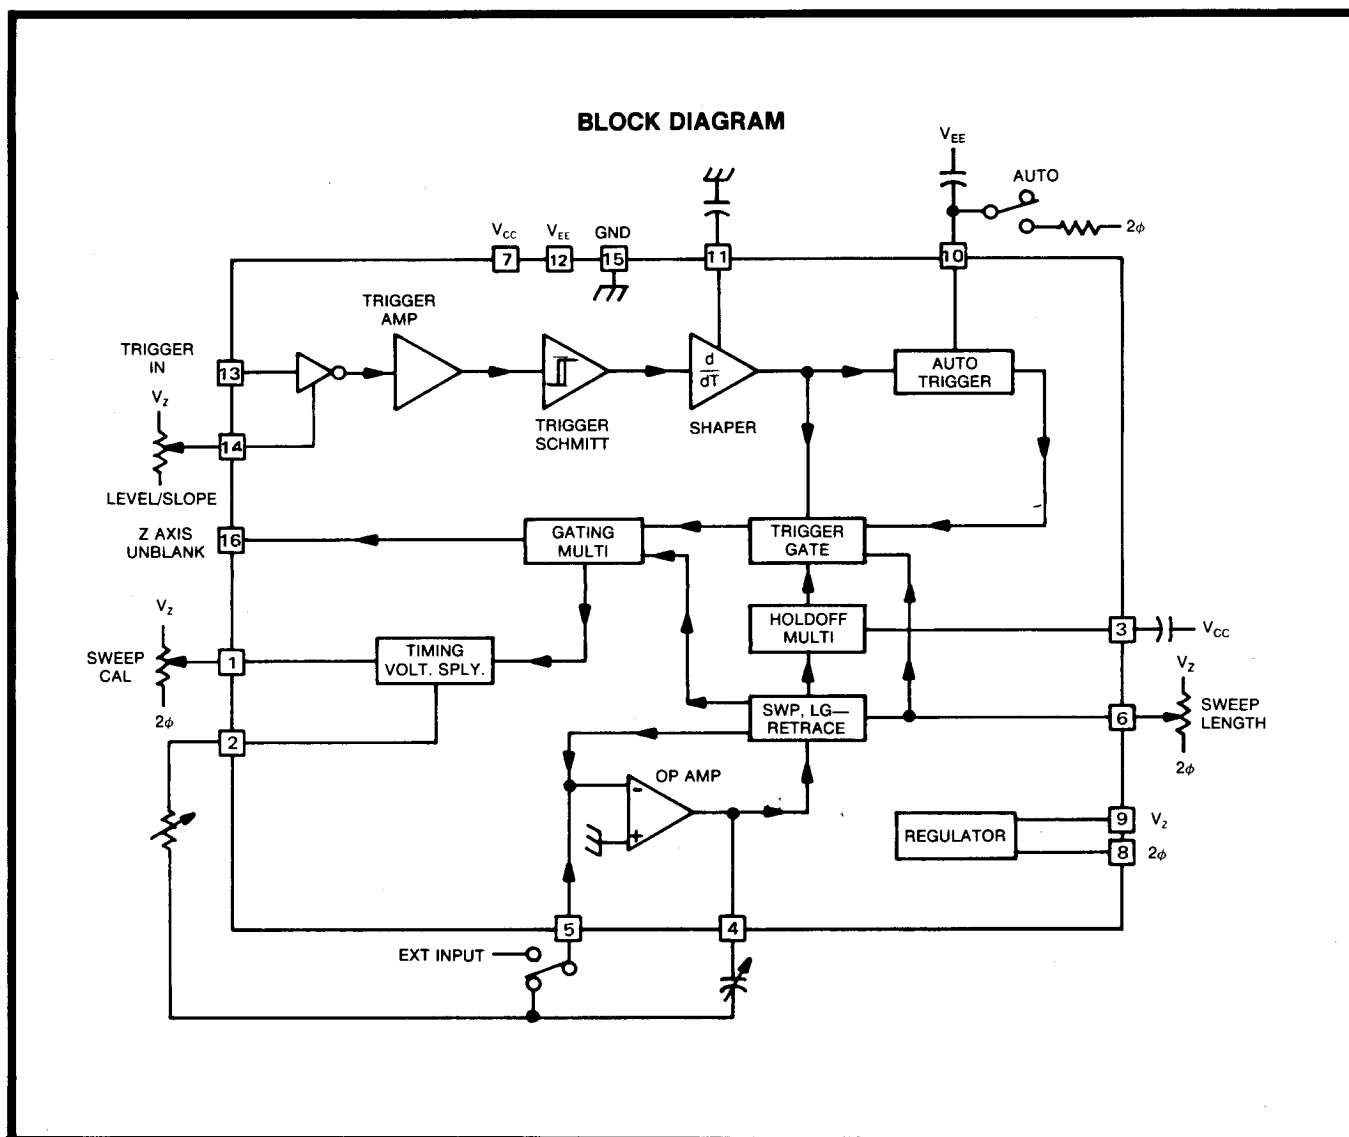 BLOCK DIAGRAM
VEE
AUTO
2φ
VCC
VEE
GND
7
12
15
11
10
TRIGGER
AMP
TRIGGER
IN
13
d
dT
AUTO
TRIGGER
VZ
14
TRIGGER
SCHMITT
SHAPER
LEVEL/SLOPE
Z AXIS
UNBLANK
16
GATING
MULTI
TRIGGER
GATE
VZ
HOLDOFF
MULTI
3
VCC
SWEEP
CAL
1
TIMING
VOLT. SPLY.
VZ
2φ
SWP, LG—
RETRACE
6
SWEEP
LENGTH
2
2φ
OP AMP
-
+
REGULATOR
9
VZ
8
2φ
5
4
EXT INPUT